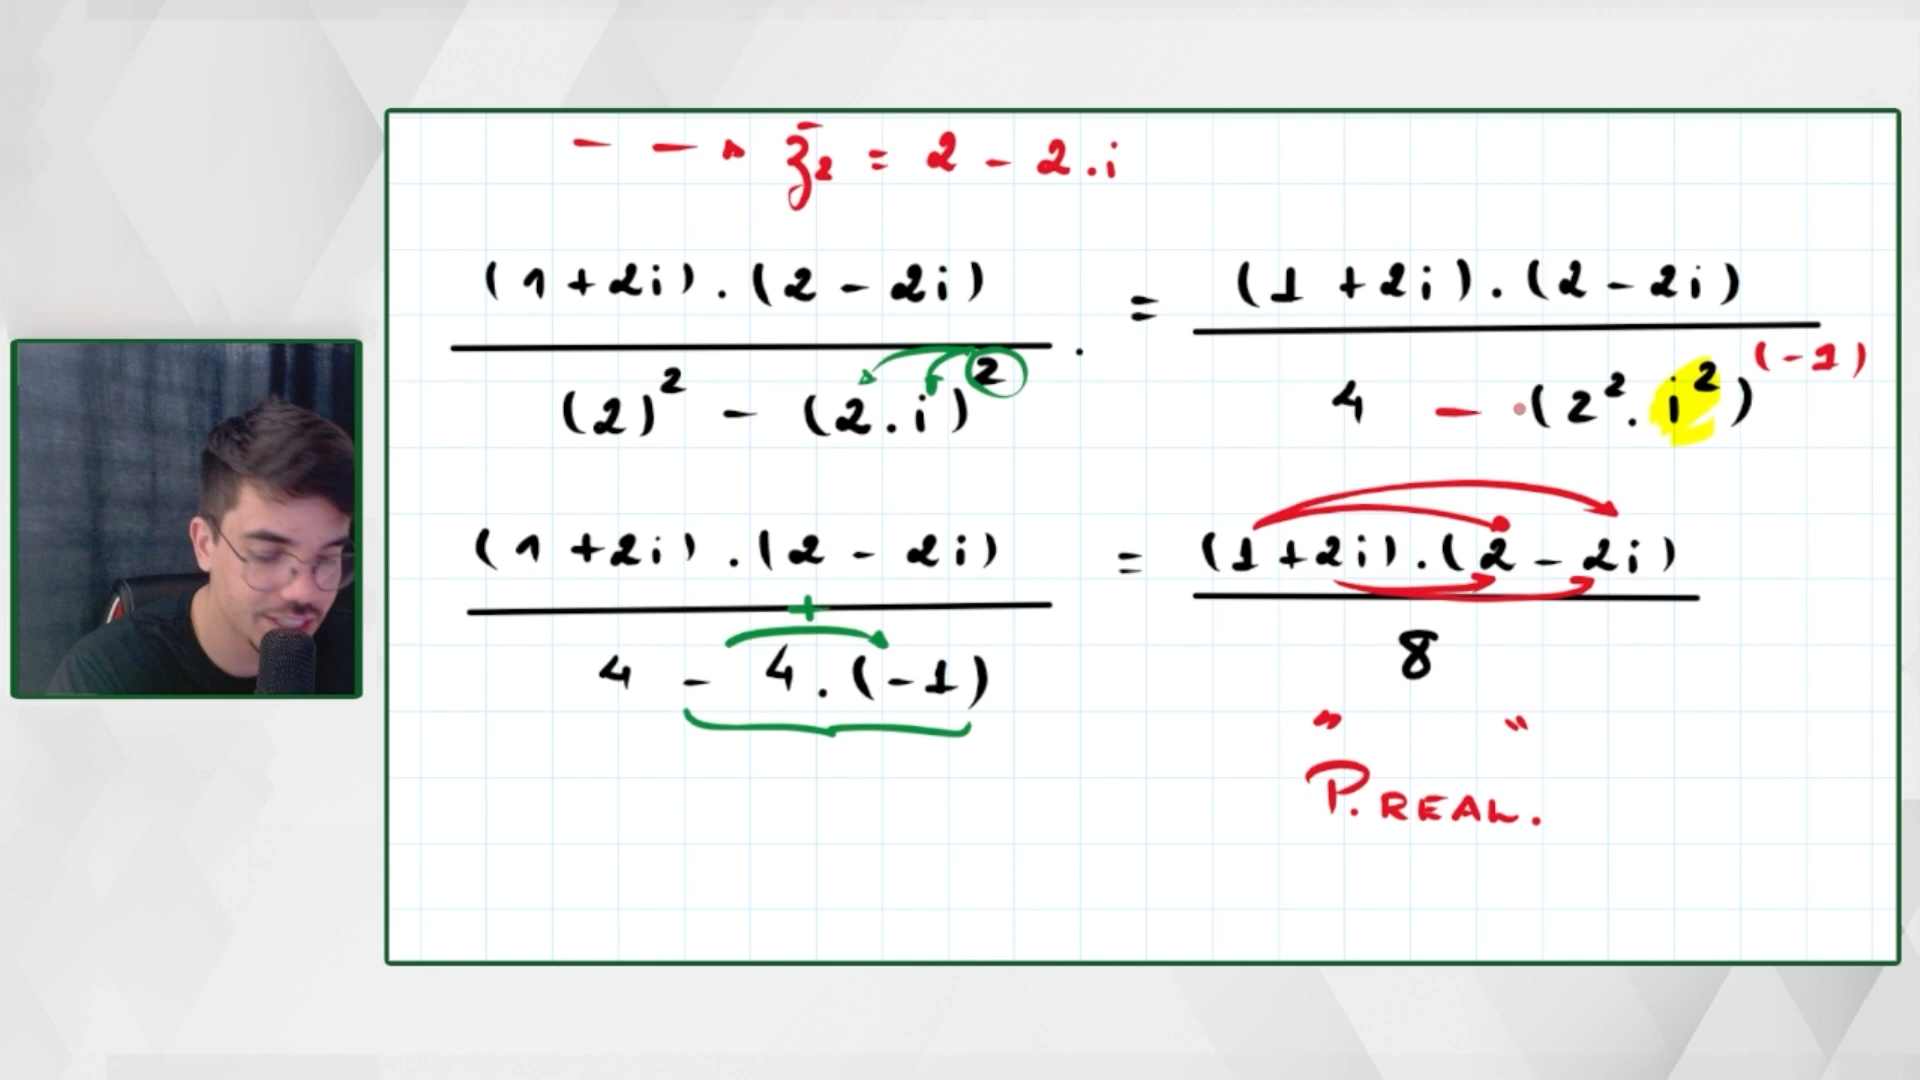 - - → z̄₂ = 2 - 2.i
(1+2i).(2-2i) / (2)² - (2.i)² . = (1+2i).(2-2i) / 4 - (2².i²) (-1)
(1+2i).(2-2i) / 4 - 4.(-1) + = (1+2i).(2-2i) / 8
" "
P. REAL.